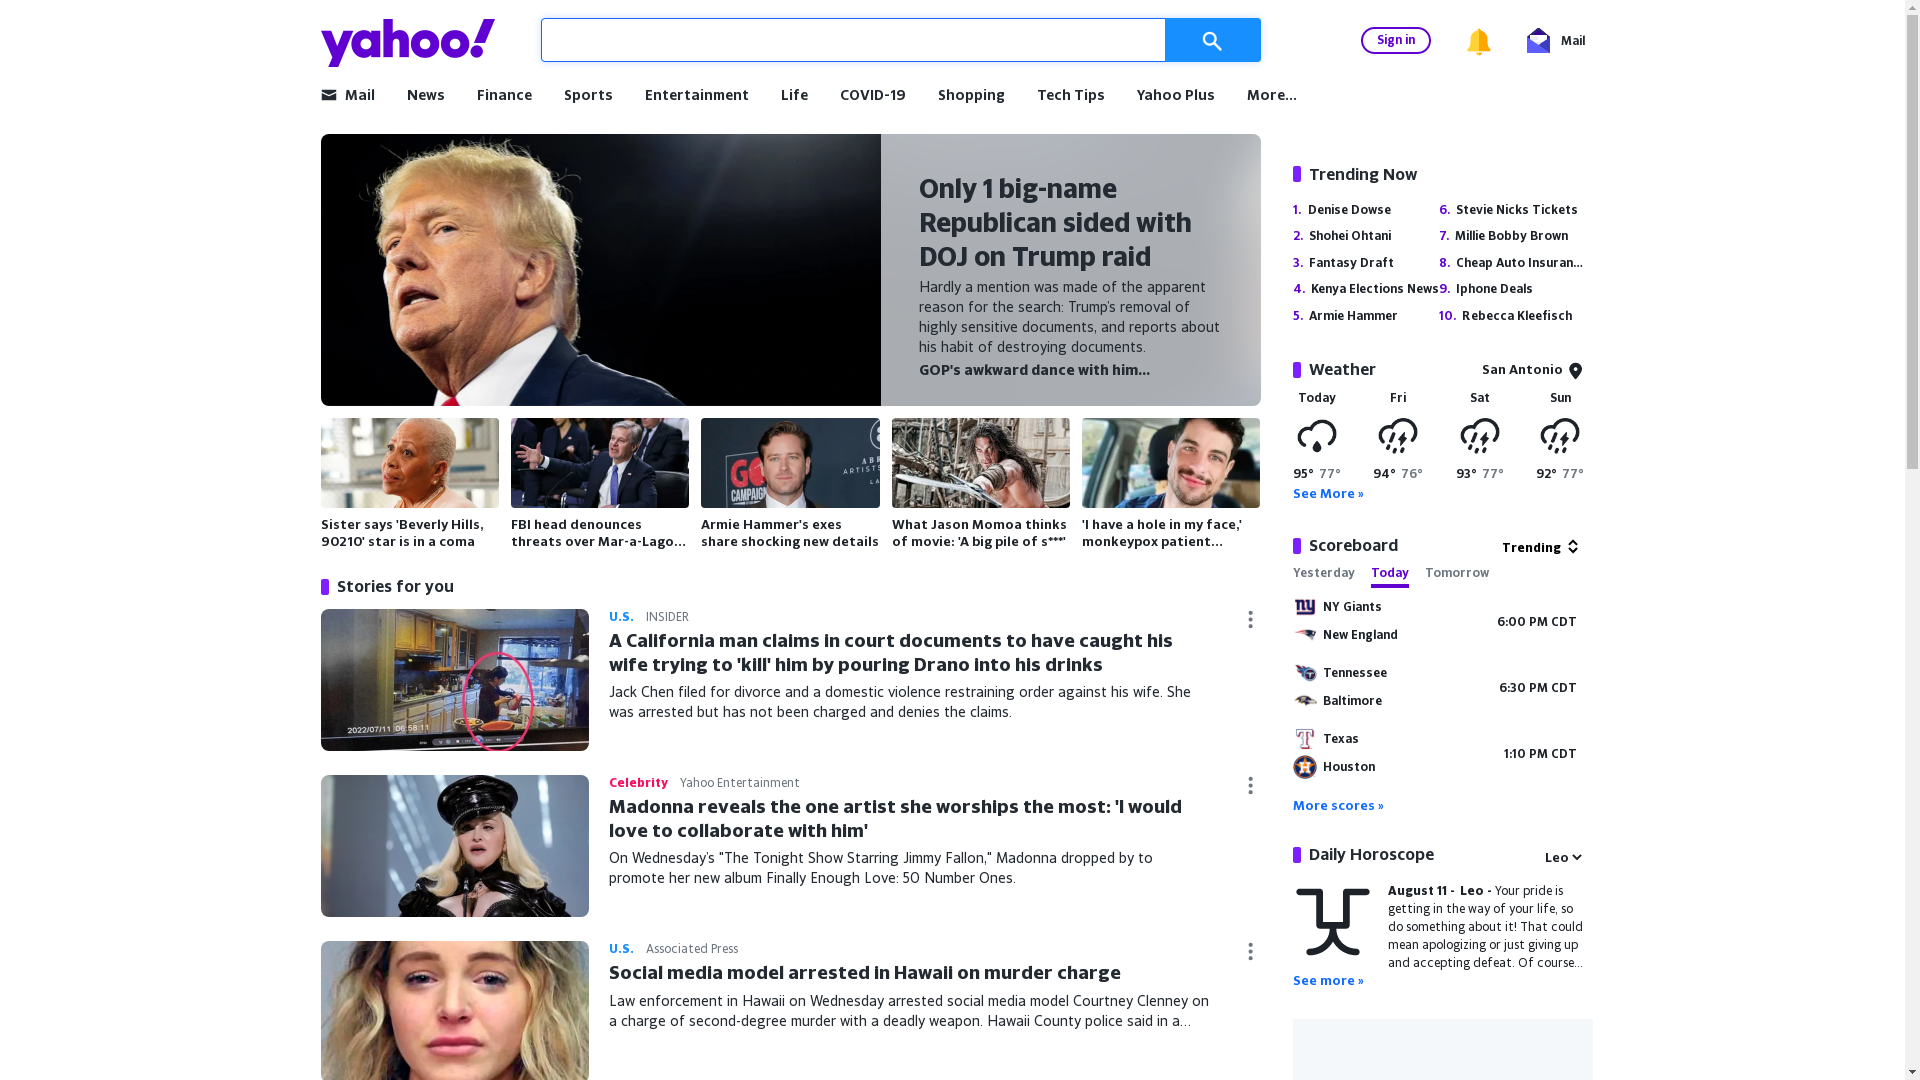 yahoo!
Sign in
Mail
Mail
News
Finance
Sports
Entertainment
Life
COVID-19
Shopping
Tech Tips
Yahoo Plus
More...
Only 1 big-name
Republican sided with
DOJ on Trump raid
Hardly a mention was made of the apparent
reason for the search: Trump's removal of
highly sensitive documents, and reports about
his habit of destroying documents.
GOP's awkward dance with him...
Sister says 'Beverly Hills,
90210' star is in a coma
FBI head denounces
threats over Mar-a-Lago...
Armie Hammer's exes
share shocking new details
What Jason Momoa thinks
of movie: 'A big pile of s***'
'I have a hole in my face,'
monkeypox patient...
Stories for you
U.S.
INSIDER
A California man claims in court documents to have caught his
wife trying to 'kill' him by pouring Drano into his drinks
Jack Chen filed for divorce and a domestic violence restraining order against his wife. She
was arrested but has not been charged and denies the claims.
2022/07/11 06:58:11
Celebrity
Yahoo Entertainment
Madonna reveals the one artist she worships the most: 'I would
love to collaborate with him'
On Wednesday's "The Tonight Show Starring Jimmy Fallon," Madonna dropped by to
promote her new album Finally Enough Love: 50 Number Ones.
U.S.
Associated Press
Social media model arrested in Hawaii on murder charge
Law enforcement in Hawaii on Wednesday arrested social media model Courtney Clenney on
a charge of second-degree murder with a deadly weapon. Hawaii County police said in a...
Trending Now
1. Denise Dowse
2. Shohei Ohtani
3. Fantasy Draft
4. Kenya Elections News
5. Armie Hammer
6. Stevie Nicks Tickets
7. Millie Bobby Brown
8. Cheap Auto Insuran...
9. Iphone Deals
10. Rebecca Kleefisch
Weather
San Antonio
Today
Fri
Sat
Sun
95° 77°
94° 76°
93° 77°
92° 77°
See More »
Scoreboard
Trending
Yesterday
Today
Tomorrow
NY Giants
New England
6:00 PM CDT
Tennessee
Baltimore
6:30 PM CDT
Texas
Houston
1:10 PM CDT
More scores »
Daily Horoscope
Leo
August 11 - Leo - Your pride is
getting in the way of your life, so
do something about it! That could
mean apologizing or just giving up
and accepting defeat. Of course...
See more »